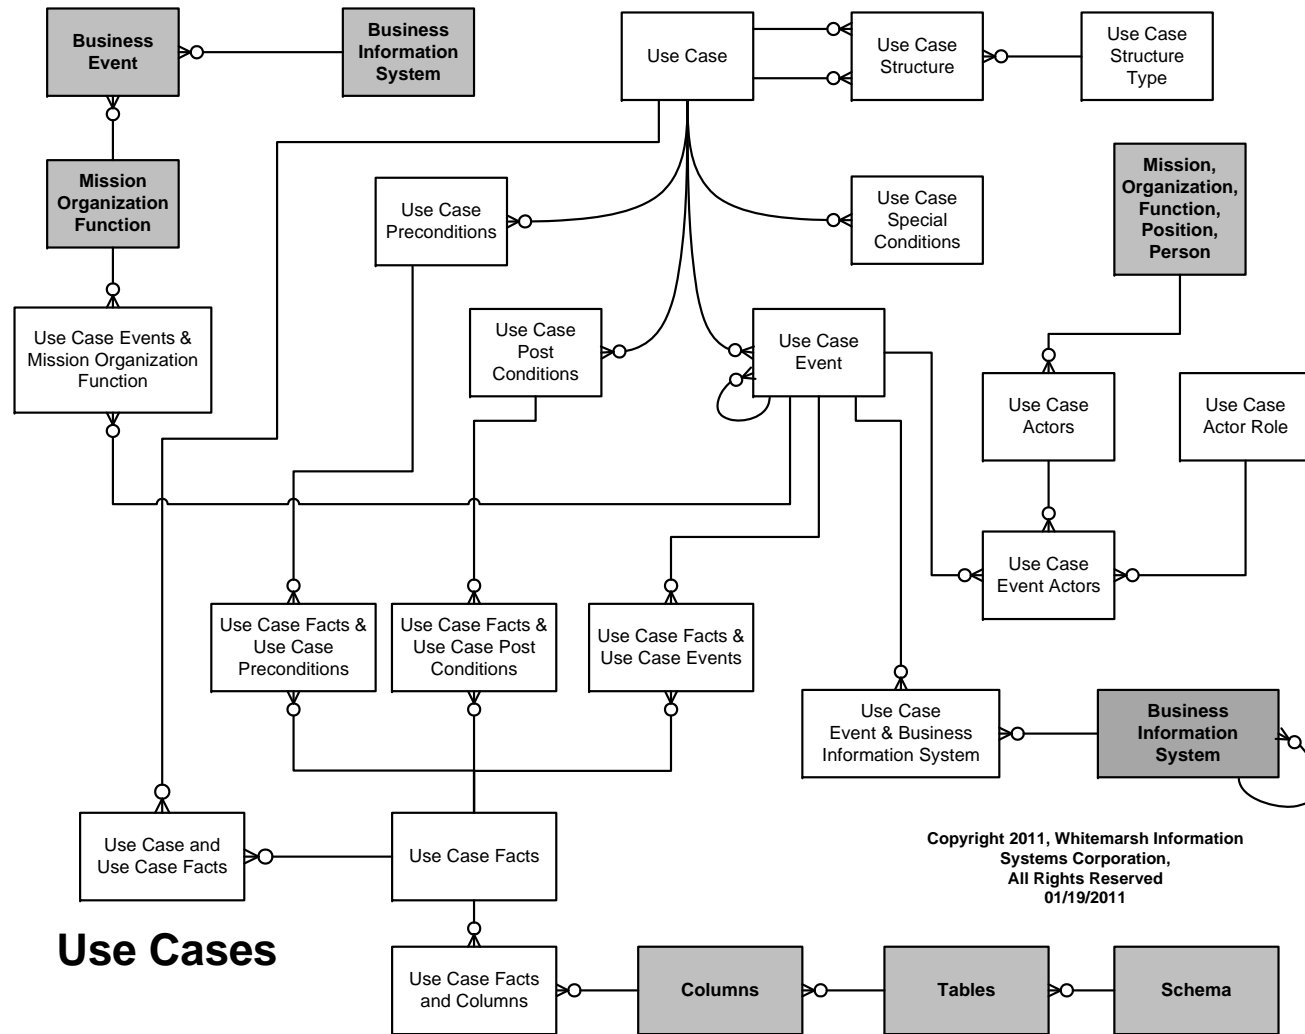 Business
Event
Business
Information
System
Use Case
Use Case
Structure
Use Case
Structure
Type
Mission
Organization
Function
Use Case
Preconditions
Use Case
Special
Conditions
Mission,
Organization,
Function,
Position,
Person
Use Case Events &
Mission Organization
Function
Use Case
Post
Conditions
Use Case
Event
Use Case
Actors
Use Case
Actor Role
Use Case
Event Actors
Use Case Facts &
Use Case
Preconditions
Use Case Facts &
Use Case Post
Conditions
Use Case Facts &
Use Case Events
Use Case
Event & Business
Information System
Business
Information
System
Use Case and
Use Case Facts
Use Case Facts
Copyright 2011, Whitemarsh Information
Systems Corporation,
All Rights Reserved
01/19/2011
Use Cases
Use Case Facts
and Columns
Columns
Tables
Schema